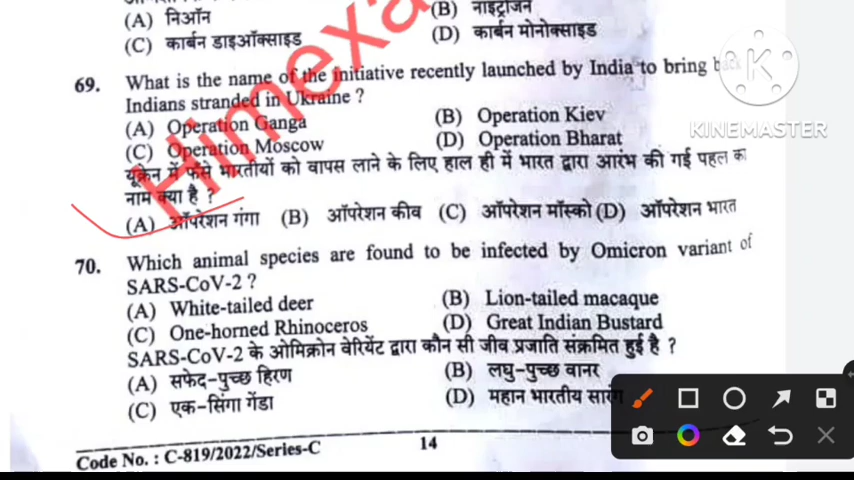 (A) निऑन
(B) नाइट्रोजन
(C) कार्बन डाइऑक्साइड
(D) कार्बन मोनोक्साइड
69. What is the name of the initiative recently launched by India to bring back
Indians stranded in Ukraine ?
(A) Operation Ganga
(B) Operation Kiev
(C) Operation Moscow
(D) Operation Bharat
यूक्रेन में फँसे भारतीयों को वापस लाने के लिए हाल ही में भारत द्वारा आरंभ की गई पहल का
नाम क्या है ?
(A) ऑपरेशन गंगा (B) ऑपरेशन कीव (C) ऑपरेशन मॉस्को (D) ऑपरेशन भारत
70. Which animal species are found to be infected by Omicron variant of
SARS-CoV-2 ?
(A) White-tailed deer
(B) Lion-tailed macaque
(C) One-horned Rhinoceros
(D) Great Indian Bustard
SARS-CoV-2 के ओमिक्रोन वेरियेंट द्वारा कौन सी जीव प्रजाति संक्रमित हुई है ?
(A) सफेद-पुच्छ हिरण
(B) लघु-पुच्छ वानर
(C) एक-सिंगा गेंडा
(D) महान भारतीय सारंग
Code No. : C-819/2022/Series-C
14
Himexa
K
KINEMASTER